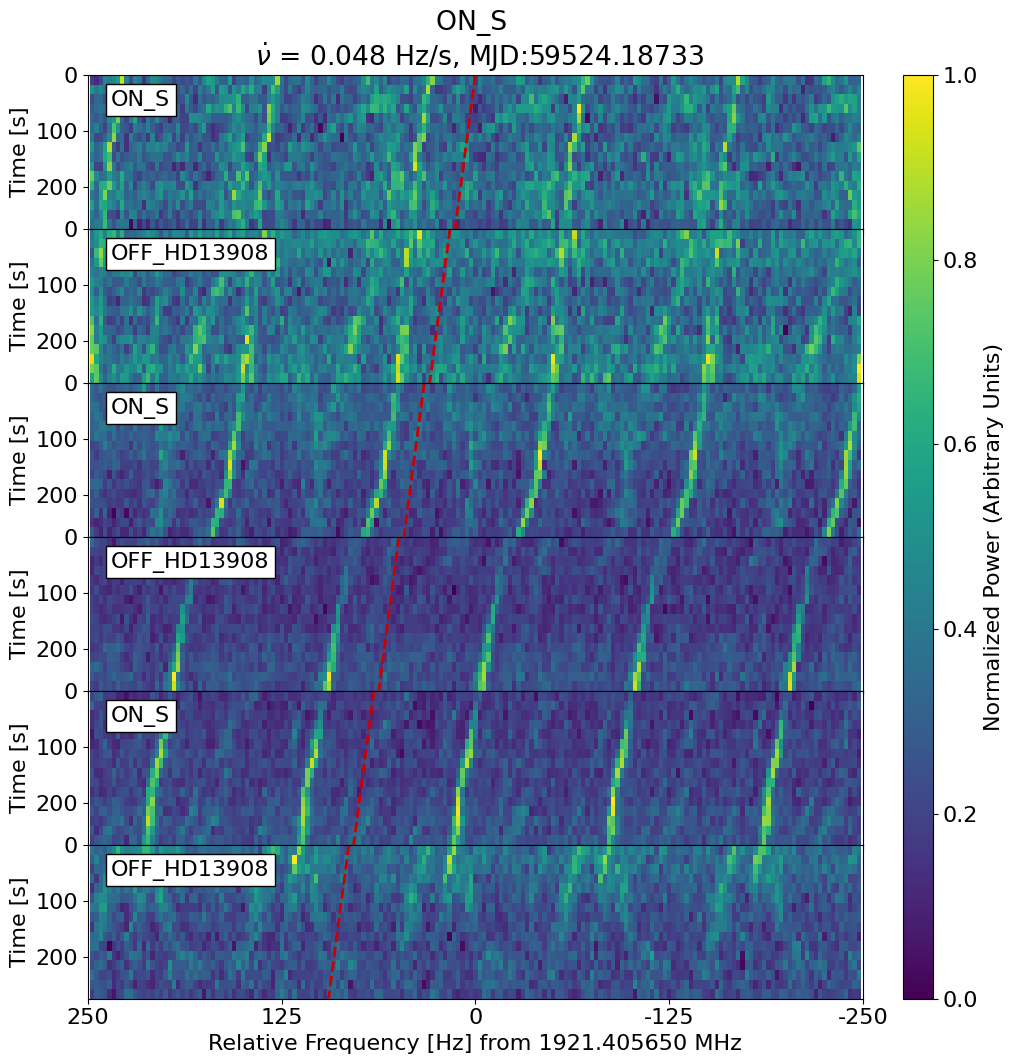 ON_S
ν̇ = 0.048 Hz/s, MJD:59524.18733
0
100
200
Time [s]
ON_S
0
100
200
Time [s]
OFF_HD13908
0
100
200
Time [s]
ON_S
0
100
200
Time [s]
OFF_HD13908
0
100
200
Time [s]
ON_S
0
100
200
Time [s]
OFF_HD13908
250 125 0 -125 -250
Relative Frequency [Hz] from 1921.405650 MHz
1.0
0.8
0.6
0.4
0.2
0.0
Normalized Power (Arbitrary Units)